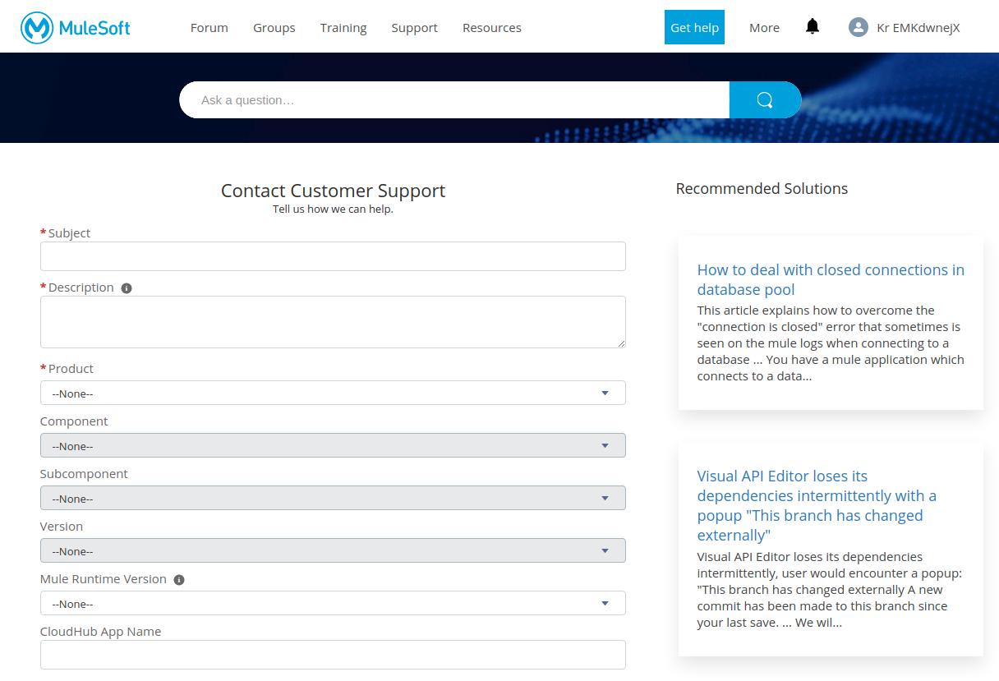 MuleSoft
Forum Groups Training Support Resources Get help More Kr EMKdwnejX
Ask a question…
Contact Customer Support
Tell us how we can help.
*Subject
*Description
*Product
--None--
Component
--None--
Subcomponent
--None--
Version
--None--
Mule Runtime Version
--None--
CloudHub App Name
Recommended Solutions
How to deal with closed connections in
database pool
This article explains how to overcome the
"connection is closed" error that sometimes is
seen on the mule logs when connecting to a
database ... You have a mule application which
connects to a data...
Visual API Editor loses its
dependencies intermittently with a
popup "This branch has changed
externally"
Visual API Editor loses its dependencies
intermittently, user would encounter a popup:
"This branch has changed externally A new
commit has been made to this branch since
your last save. ... We wil...